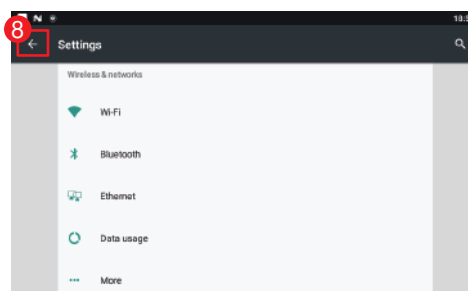 8
Settings
Wireless & networks
Wi-Fi
Bluetooth
Ethernet
Data usage
More